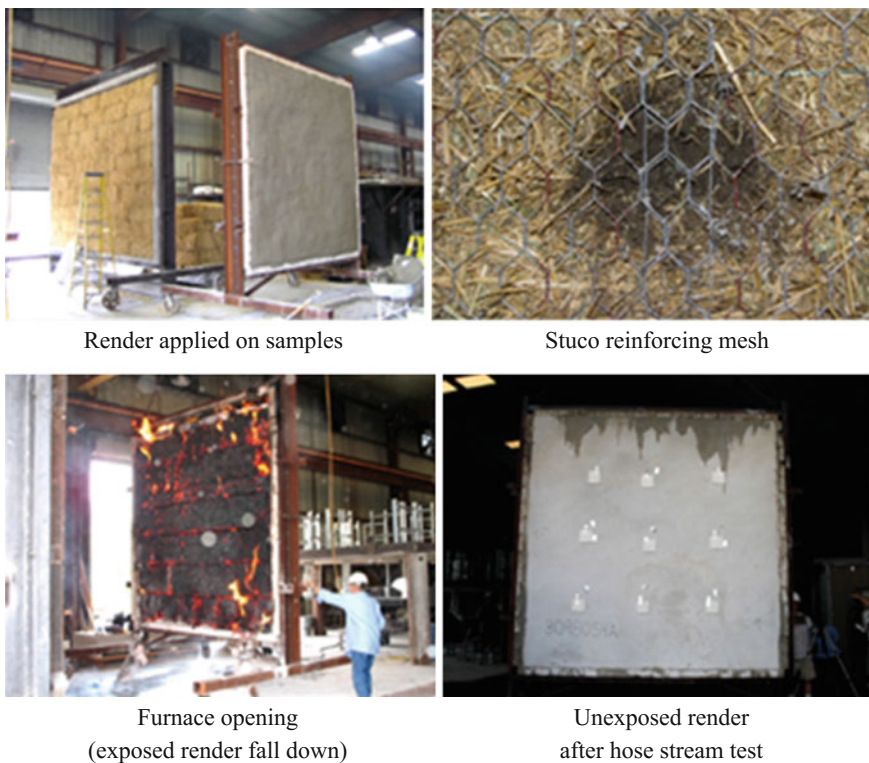 Render applied on samples
Stuco reinforcing mesh
Furnace opening
(exposed render fall down)
Unexposed render
after hose stream test